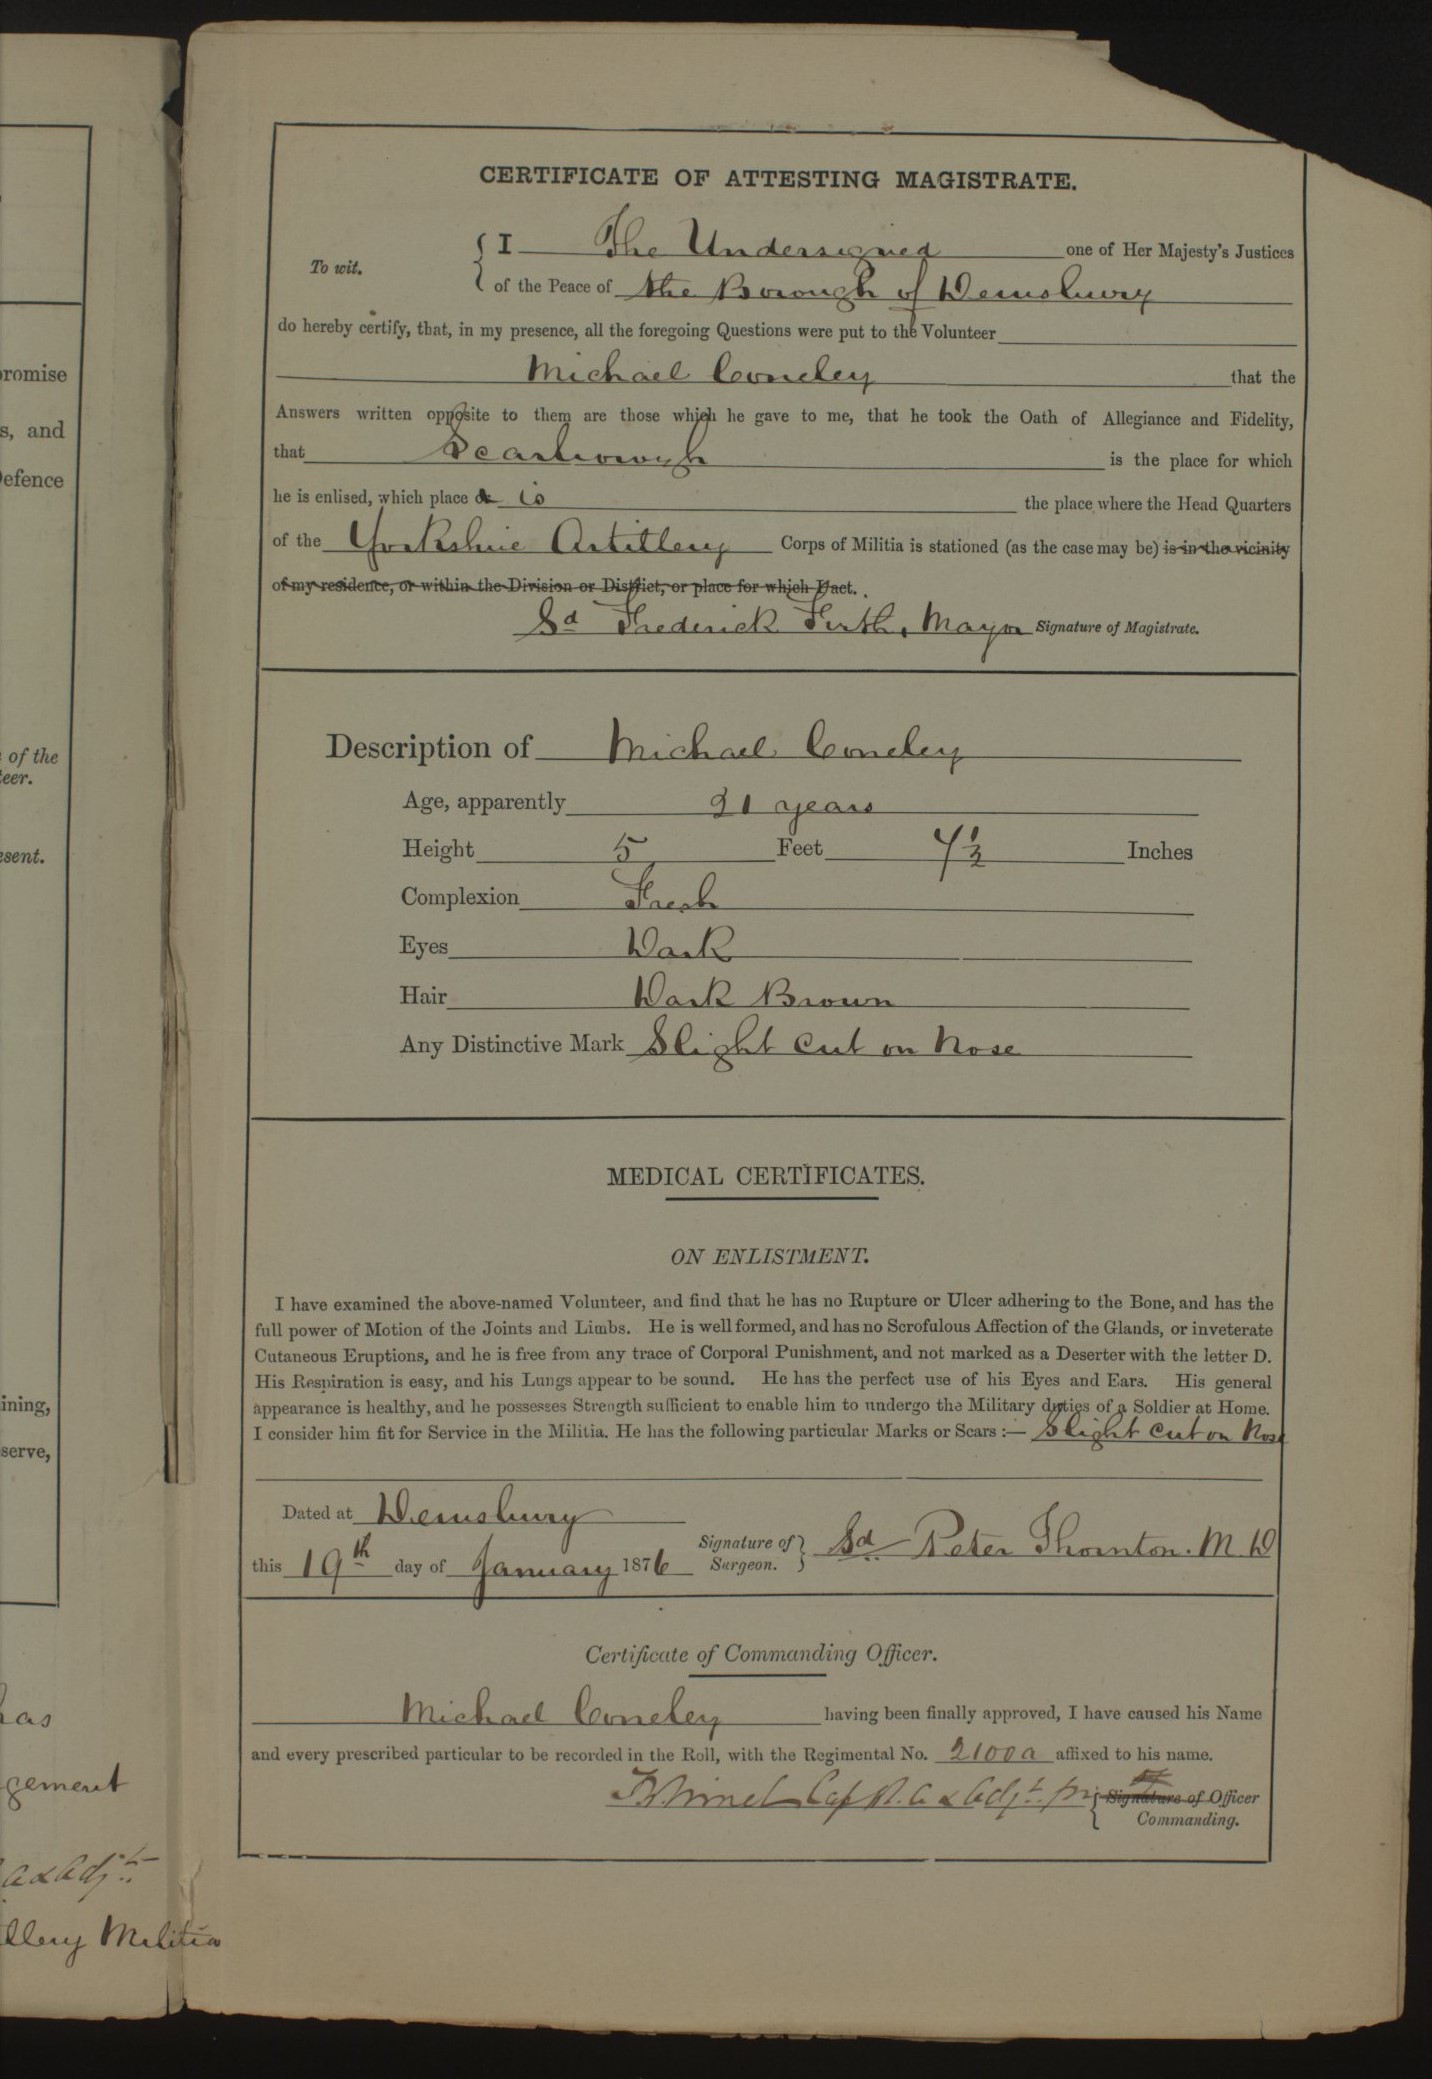 CERTIFICATE OF ATTESTING MAGISTRATE.
To wit.
I The Undersigned one of Her Majesty's Justices
of the Peace of the Borough of Dewsbury
do hereby certify, that, in my presence, all the foregoing Questions were put to the Volunteer
Michael Coneley that the
Answers written opposite to them are those which he gave to me, that he took the Oath of Allegiance and Fidelity,
that Scarborough is the place for which
he is enlised, which place is the place where the Head Quarters
of the Yorkshire Artillery Corps of Militia is stationed (as the case may be) is in the vicinity
of my residence, or within the Division or District, or place for which I act.
Sd Frederick Firth, Mayor Signature of Magistrate.
Description of Michael Coneley
Age, apparently 21 years
Height 5 Feet 4½ Inches
Complexion Fresh
Eyes Dark
Hair Dark Brown
Any Distinctive Mark Slight Cut on Nose
MEDICAL CERTIFICATES.
ON ENLISTMENT.
I have examined the above-named Volunteer, and find that he has no Rupture or Ulcer adhering to the Bone, and has the
full power of Motion of the Joints and Limbs. He is well formed, and has no Scrofulous Affection of the Glands, or inveterate
Cutaneous Eruptions, and he is free from any trace of Corporal Punishment, and not marked as a Deserter with the letter D.
His Respiration is easy, and his Lungs appear to be sound. He has the perfect use of his Eyes and Ears. His general
appearance is healthy, and he possesses Strength sufficient to enable him to undergo the Military duties of a Soldier at Home.
I consider him fit for Service in the Militia. He has the following particular Marks or Scars :— Slight Cut on Nose
Dated at Dewsbury
this 19th day of January 1876
Signature of Surgeon. Sd Peter Thornton. M.D
Certificate of Commanding Officer.
Michael Coneley having been finally approved, I have caused his Name
and every prescribed particular to be recorded in the Roll, with the Regimental No. 2100a affixed to his name.
Cap R.A & Adjt. Signature of Officer
Commanding.
promise
s, and
Defence
of the
teer.
esent.
ining,
serve,
has
gement
a & Adjt.
llery Militia